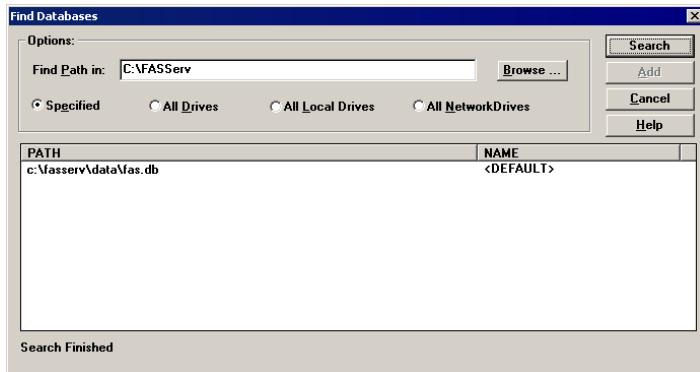 Find Databases
Options:
Find Path in: C:\FASServ Browse ...
Specified All Drives All Local Drives All NetworkDrives
Search
Add
Cancel
Help
PATH NAME
c:\fasserv\data\fas.db <DEFAULT>
Search Finished